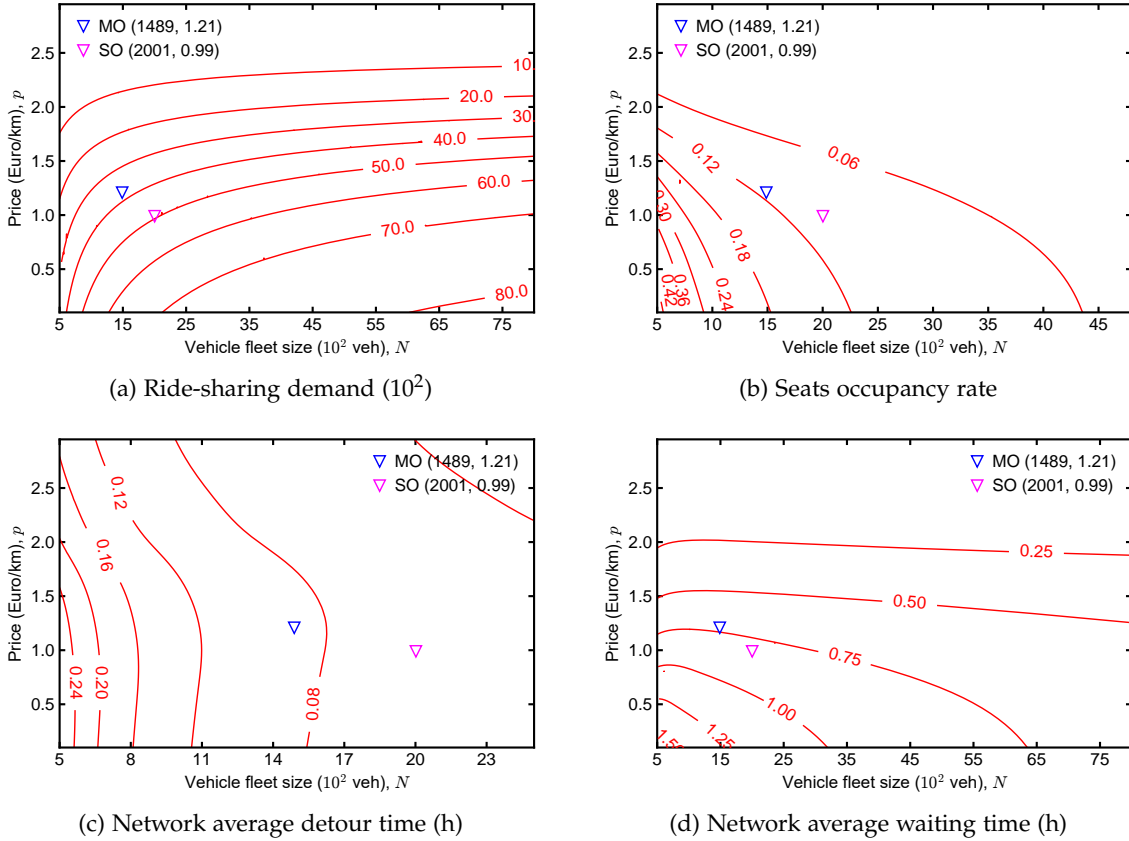 MO (1489, 1.21)
SO (2001, 0.99)
10.
20.0
30.
40.0
50.0
60.0
70.0
80.0
2.5
2.0
1.5
1.0
0.5
Price (Euro/km), p
5 15 25 35 45 55 65 75
Vehicle fleet size (10² veh), N
(a) Ride-sharing demand (10²)
MO (1489, 1.21)
SO (2001, 0.99)
0.06
0.12
0.18
0.24
0.30
0.36
0.42
2.5
2.0
1.5
1.0
0.5
Price (Euro/km), p
5 10 15 20 25 30 35 40 45
Vehicle fleet size (10² veh), N
(b) Seats occupancy rate
MO (1489, 1.21)
SO (2001, 0.99)
0.12
0.16
0.20
0.24
0.08
2.5
2.0
1.5
1.0
0.5
Price (Euro/km), p
5 8 11 14 17 20 23
Vehicle fleet size (10² veh), N
(c) Network average detour time (h)
MO (1489, 1.21)
SO (2001, 0.99)
0.25
0.50
0.75
1.00
1.25
1.50
2.5
2.0
1.5
1.0
0.5
Price (Euro/km), p
5 15 25 35 45 55 65 75
Vehicle fleet size (10² veh), N
(d) Network average waiting time (h)